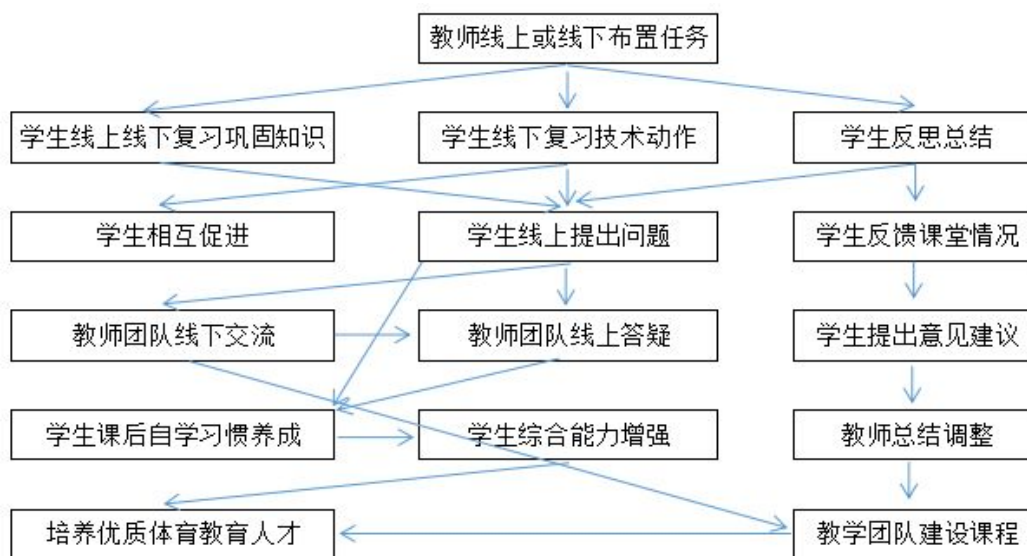 教师线上或线下布置任务
学生线上线下复习巩固知识
学生线下复习技术动作
学生反思总结
学生相互促进
学生线上提出问题
学生反馈课堂情况
教师团队线下交流
教师团队线上答疑
学生提出意见建议
学生课后自学习惯养成
学生综合能力增强
教师总结调整
培养优质体育教育人才
教学团队建设课程